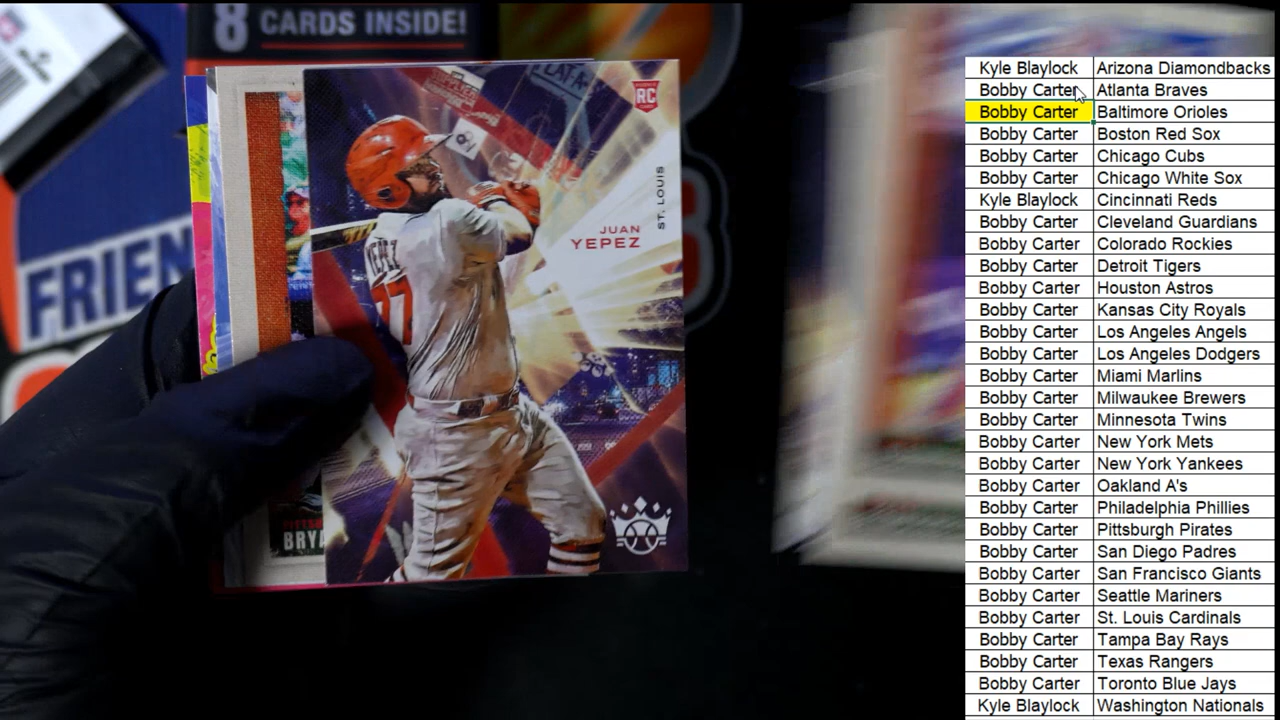 8 CARDS INSIDE!
FRIEN
RC
ST. LOUIS
JUAN
YEPEZ
YEPEZ
37
BRYA
Kyle Blaylock Arizona Diamondbacks
Bobby Carter Atlanta Braves
Bobby Carter Baltimore Orioles
Bobby Carter Boston Red Sox
Bobby Carter Chicago Cubs
Bobby Carter Chicago White Sox
Kyle Blaylock Cincinnati Reds
Bobby Carter Cleveland Guardians
Bobby Carter Colorado Rockies
Bobby Carter Detroit Tigers
Bobby Carter Houston Astros
Bobby Carter Kansas City Royals
Bobby Carter Los Angeles Angels
Bobby Carter Los Angeles Dodgers
Bobby Carter Miami Marlins
Bobby Carter Milwaukee Brewers
Bobby Carter Minnesota Twins
Bobby Carter New York Mets
Bobby Carter New York Yankees
Bobby Carter Oakland A's
Bobby Carter Philadelphia Phillies
Bobby Carter Pittsburgh Pirates
Bobby Carter San Diego Padres
Bobby Carter San Francisco Giants
Bobby Carter Seattle Mariners
Bobby Carter St. Louis Cardinals
Bobby Carter Tampa Bay Rays
Bobby Carter Texas Rangers
Bobby Carter Toronto Blue Jays
Kyle Blaylock Washington Nationals